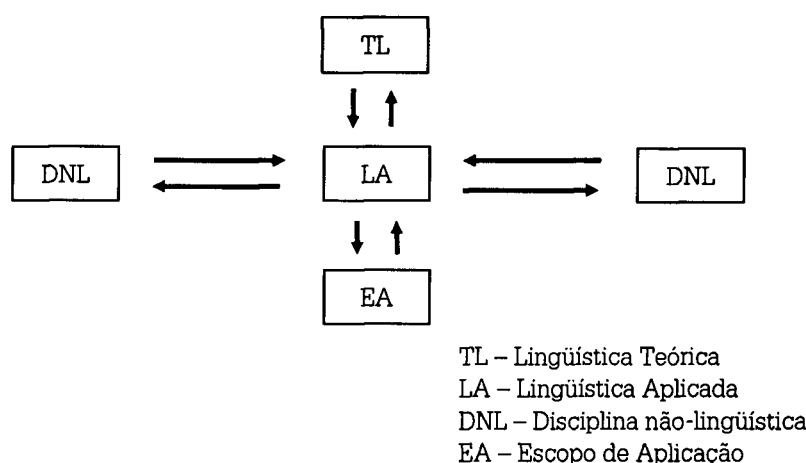 TL
DNL
LA
DNL
EA
TL – Lingüística Teórica
LA – Lingüística Aplicada
DNL – Disciplina não-lingüística
EA – Escopo de Aplicação